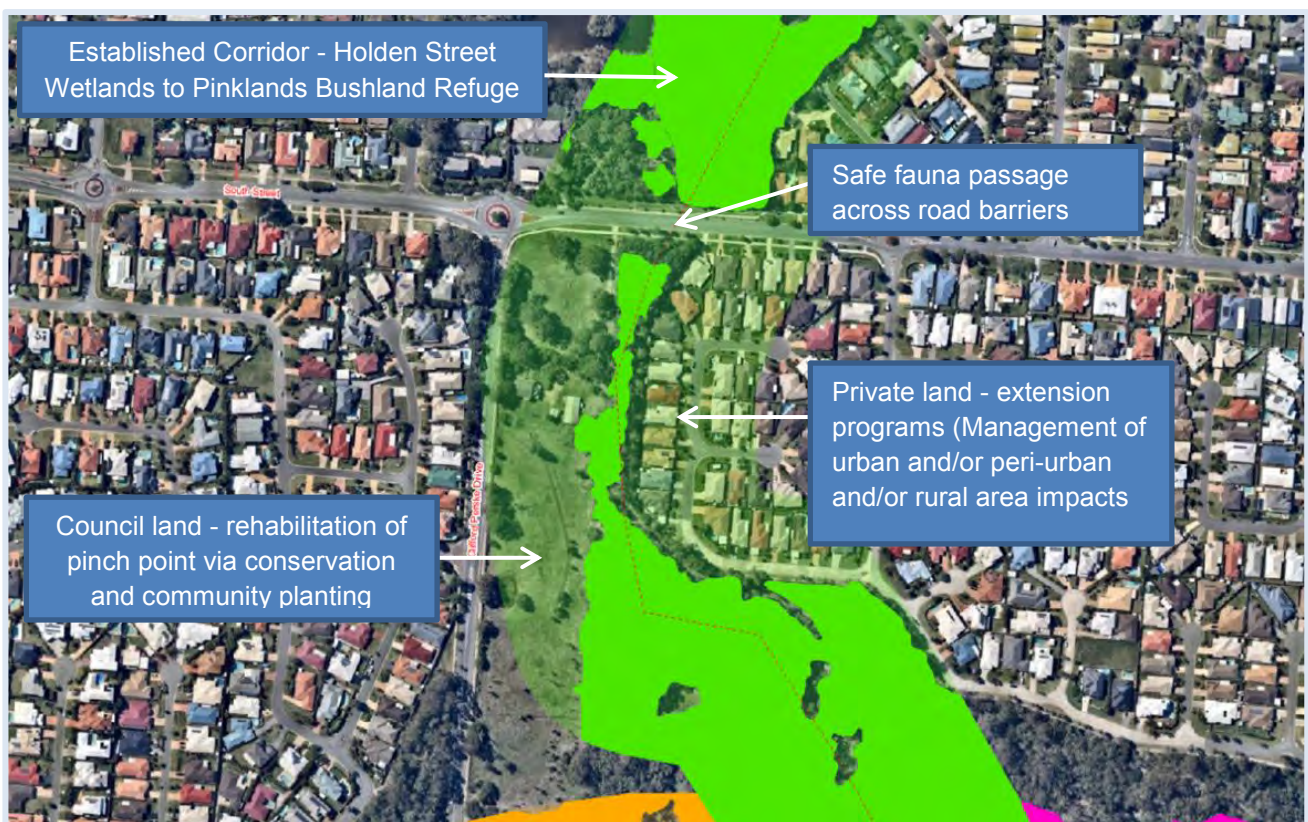 Established Corridor - Holden Street
Wetlands to Pinklands Bushland Refuge
Safe fauna passage
across road barriers
South Street
Private land - extension
programs (Management of
urban and/or peri-urban
and/or rural area impacts
Council land - rehabilitation of
pinch point via conservation
and community planting